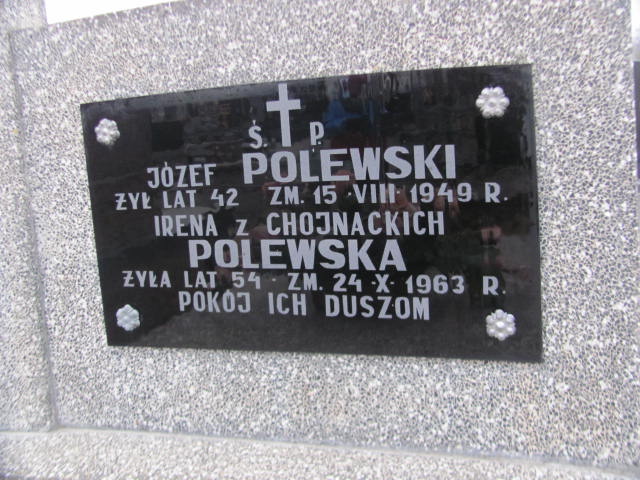 Ś. P.
JÓZEF POLEWSKI
ŻYŁ LAT 42 ZM. 15·VIII·1949 R.
IRENA Z CHOJNACKICH
POLEWSKA
ŻYŁA LAT 54 · ZM. 24·X·1963 R.
POKÓJ ICH DUSZOM